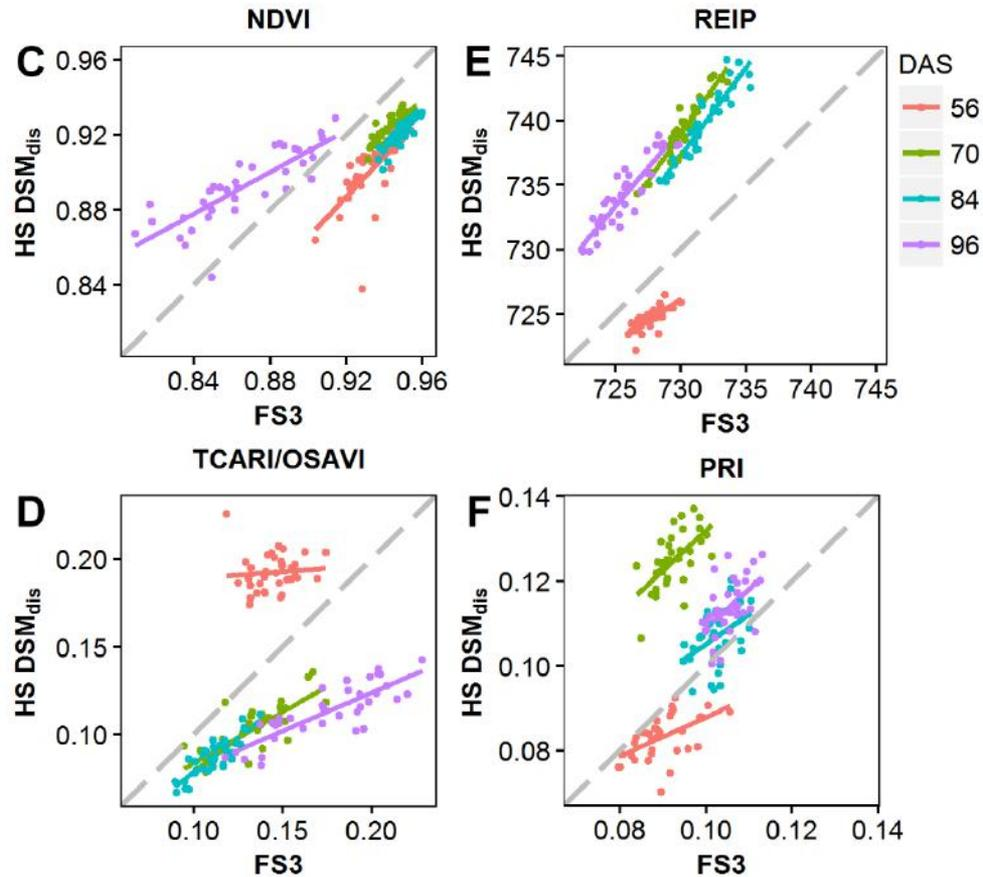 NDVI
C
0.96
0.92
0.88
0.84
HS DSMdis
0.84 0.88 0.92 0.96
FS3
REIP
E
745
740
735
730
725
HS DSMdis
725 730 735 740 745
FS3
DAS
56
70
84
96
TCARI/OSAVI
D
0.20
0.15
0.10
HS DSMdis
0.10 0.15 0.20
FS3
PRI
F
0.14
0.12
0.10
0.08
HS DSMdis
0.08 0.10 0.12 0.14
FS3